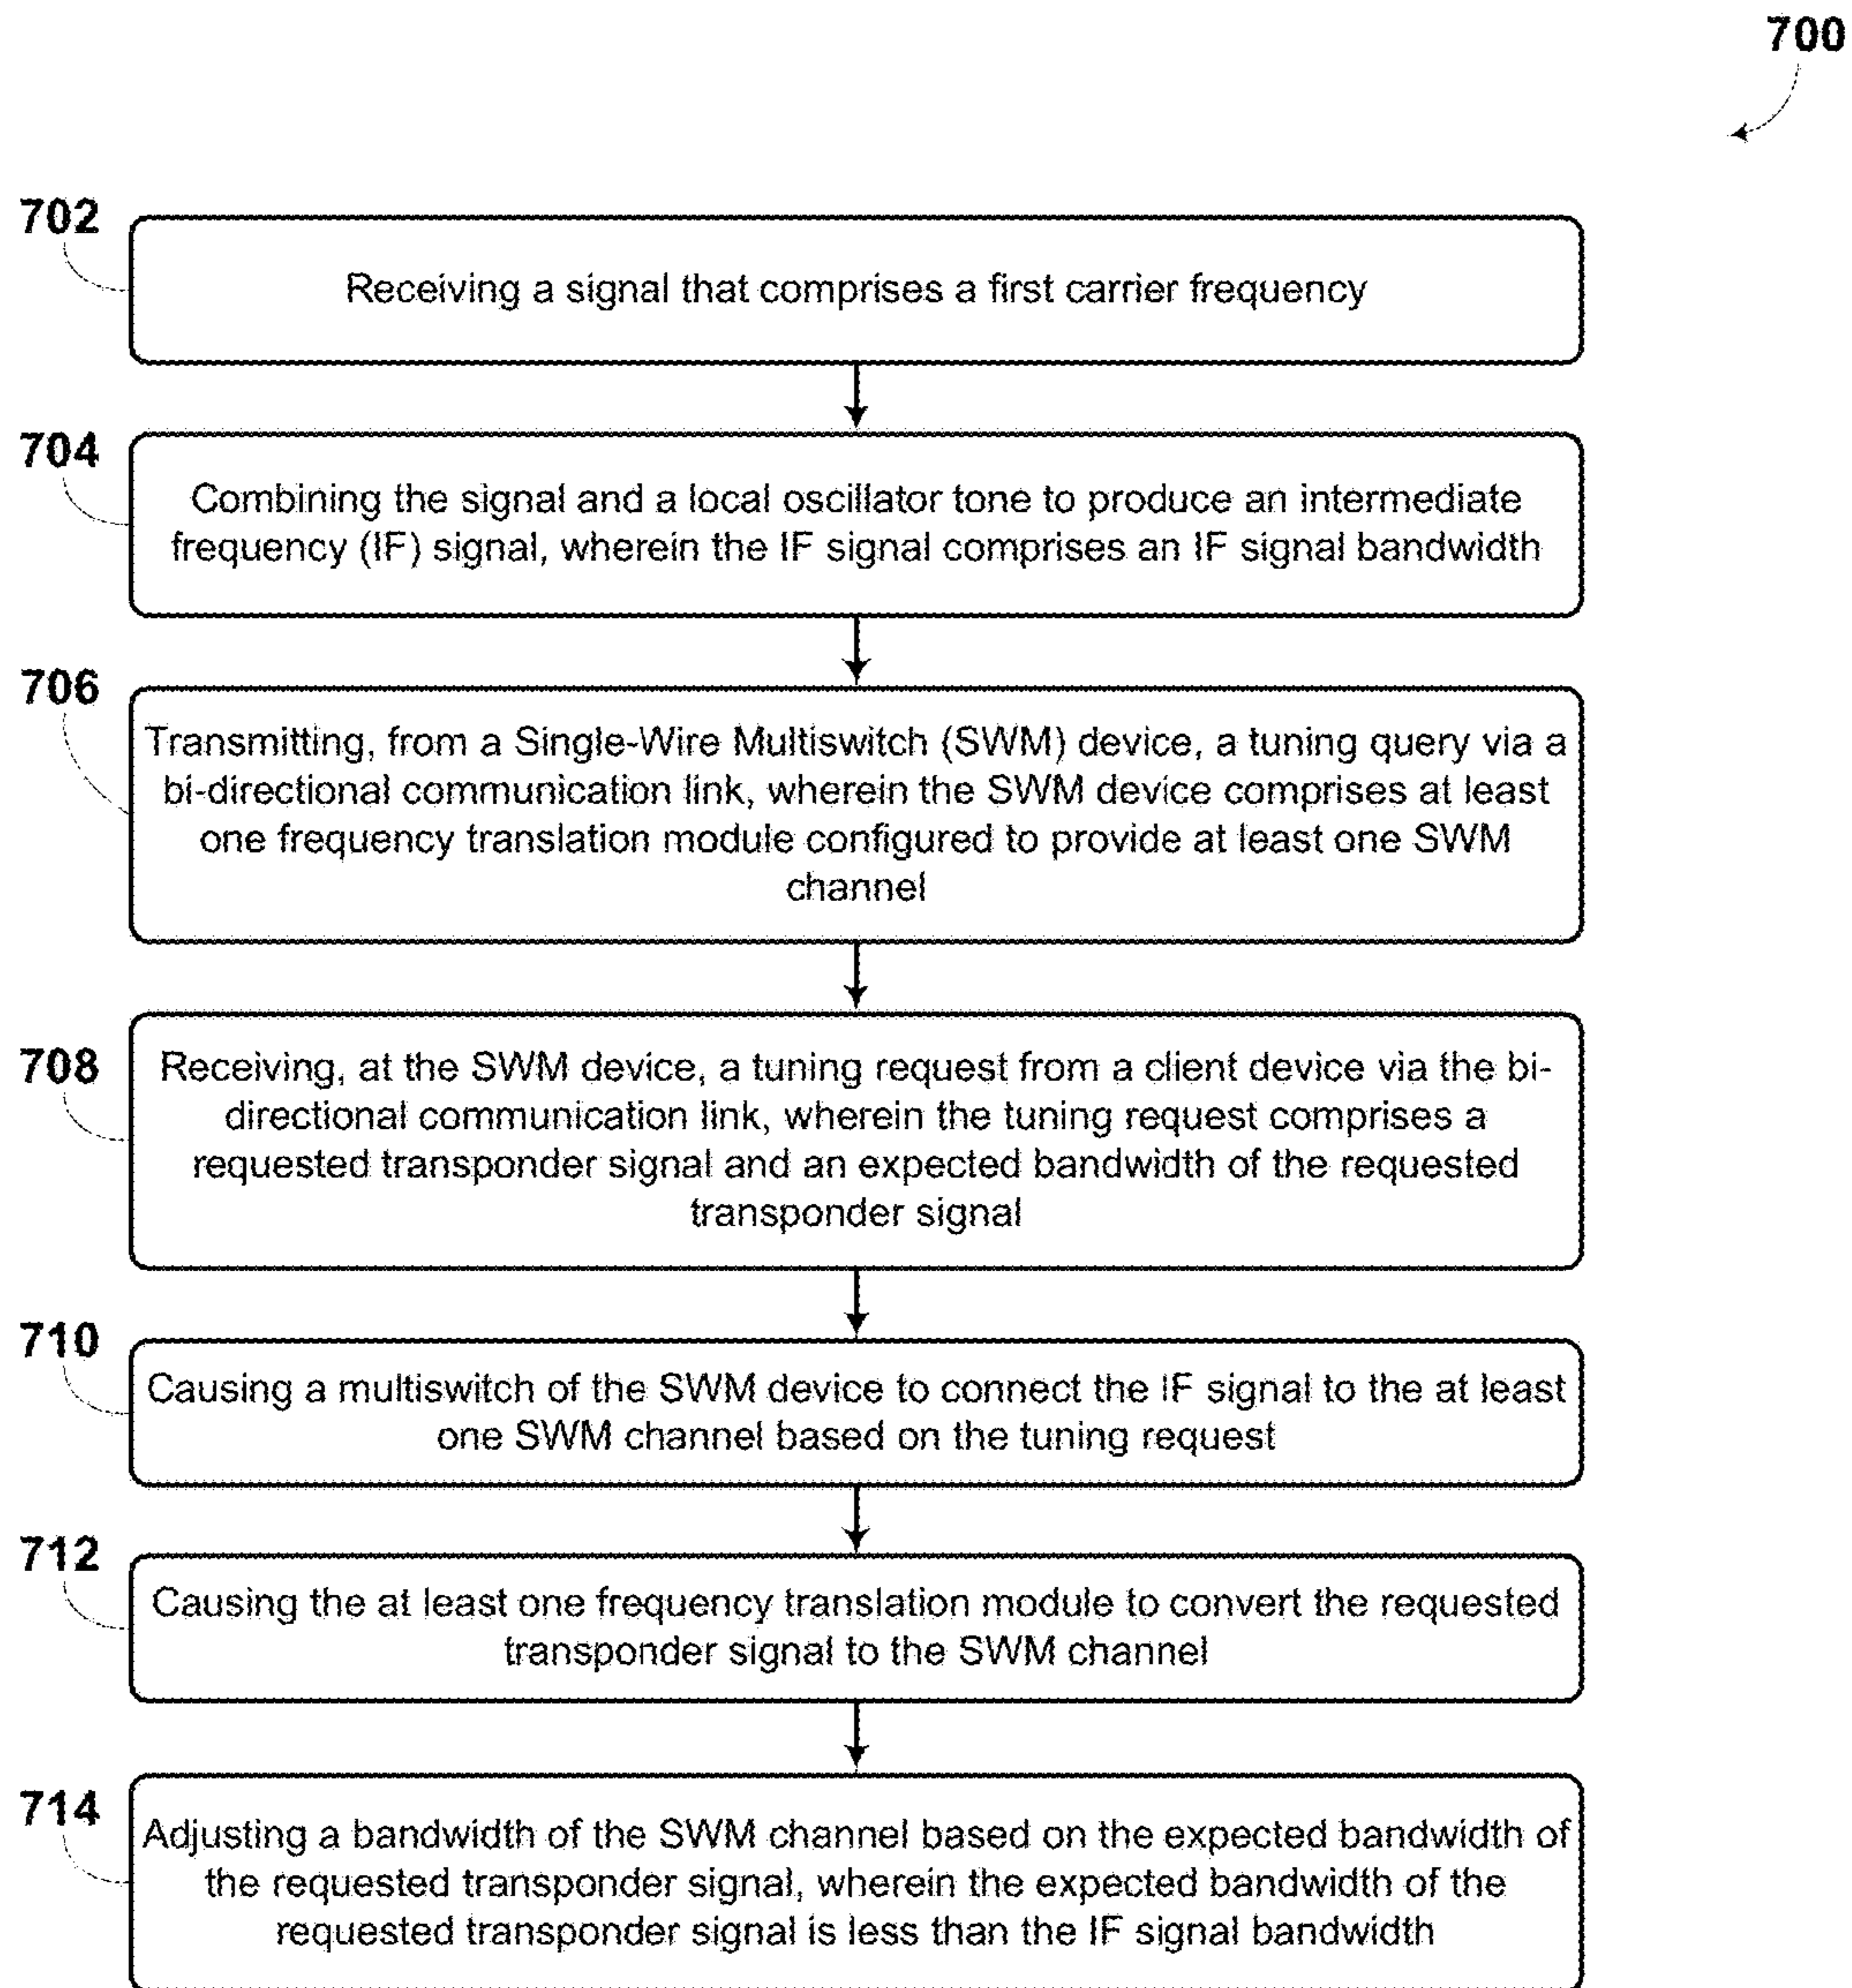 700
702
Receiving a signal that comprises a first carrier frequency
704
Combining the signal and a local oscillator tone to produce an intermediate
frequency (IF) signal, wherein the IF signal comprises an IF signal bandwidth
706
Transmitting, from a Single-Wire Multiswitch (SWM) device, a tuning query via a
bi-directional communication link, wherein the SWM device comprises at least
one frequency translation module configured to provide at least one SWM
channel
708
Receiving, at the SWM device, a tuning request from a client device via the bi-
directional communication link, wherein the tuning request comprises a
requested transponder signal and an expected bandwidth of the requested
transponder signal
710
Causing a multiswitch of the SWM device to connect the IF signal to the at least
one SWM channel based on the tuning request
712
Causing the at least one frequency translation module to convert the requested
transponder signal to the SWM channel
714
Adjusting a bandwidth of the SWM channel based on the expected bandwidth of
the requested transponder signal, wherein the expected bandwidth of the
requested transponder signal is less than the IF signal bandwidth